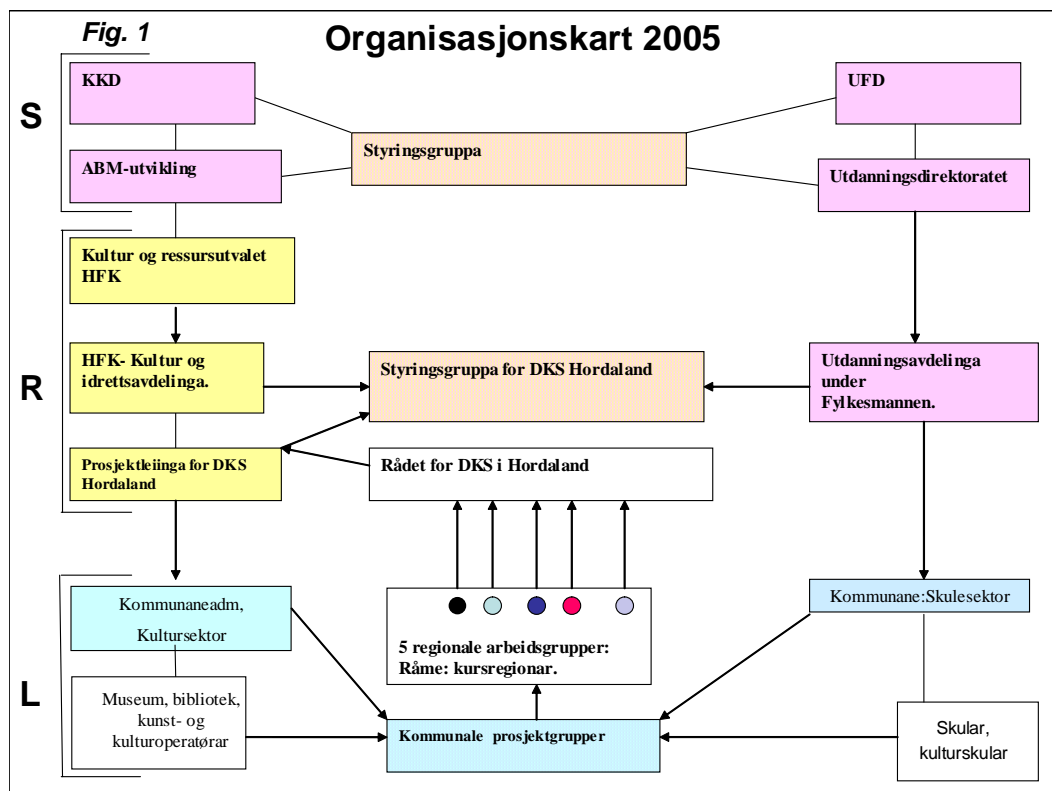 Fig. 1
Organisasjonskart 2005
S
KKD
UFD
Styringsgruppa
ABM-utvikling
Utdanningsdirektoratet
R
Kultur og ressursutvalet
HFK
HFK- Kultur og
idrettsavdelinga.
Styringsgruppa for DKS Hordaland
Utdanningsavdelinga
under
Fylkesmannen.
Prosjektleiinga for DKS
Hordaland
Rådet for DKS i Hordaland
L
Kommunaneadm,
Kultursektor
5 regionale arbeidsgrupper:
Råme: kursregionar.
Kommunane:Skulesektor
Museum, bibliotek,
kunst- og
kulturoperatørar
Kommunale prosjektgrupper
Skular,
kulturskular